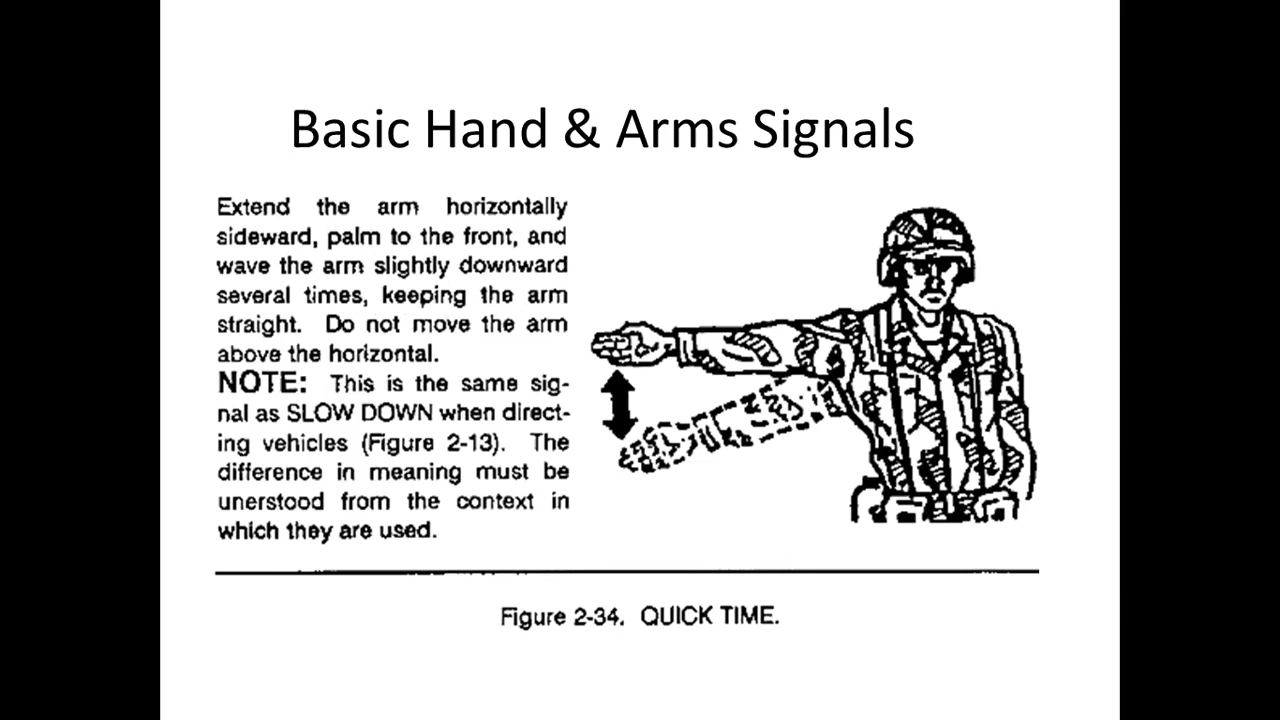 Basic Hand & Arms Signals
Extend the arm horizontally
sideward, palm to the front, and
wave the arm slightly downward
several times, keeping the arm
straight. Do not move the arm
above the horizontal.
NOTE: This is the same sig-
nal as SLOW DOWN when direct-
ing vehicles (Figure 2-13). The
difference in meaning must be
unerstood from the context in
which they are used.
Figure 2-34. QUICK TIME.